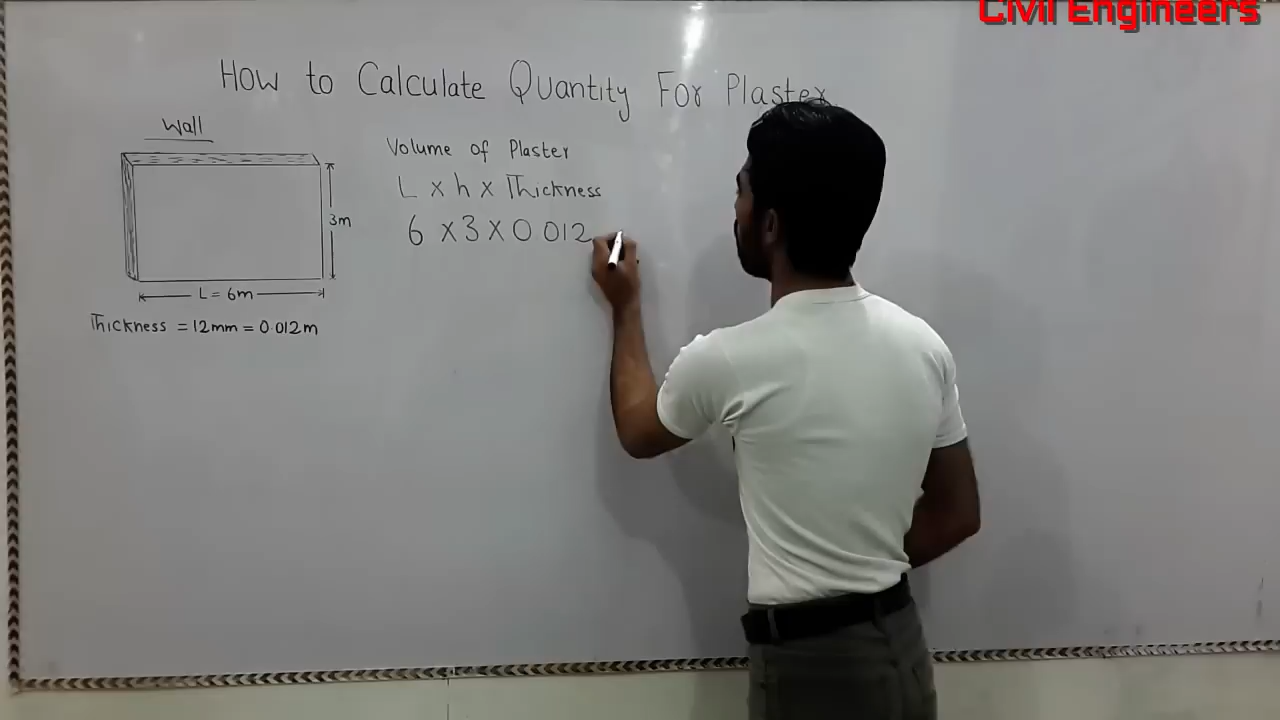 Civil Engineers
How to Calculate Quantity For Plaster
Wall
3m
L = 6m
Thickness = 12mm = 0.012m
Volume of Plaster
L x h x Thickness
6 x 3 x 0 012